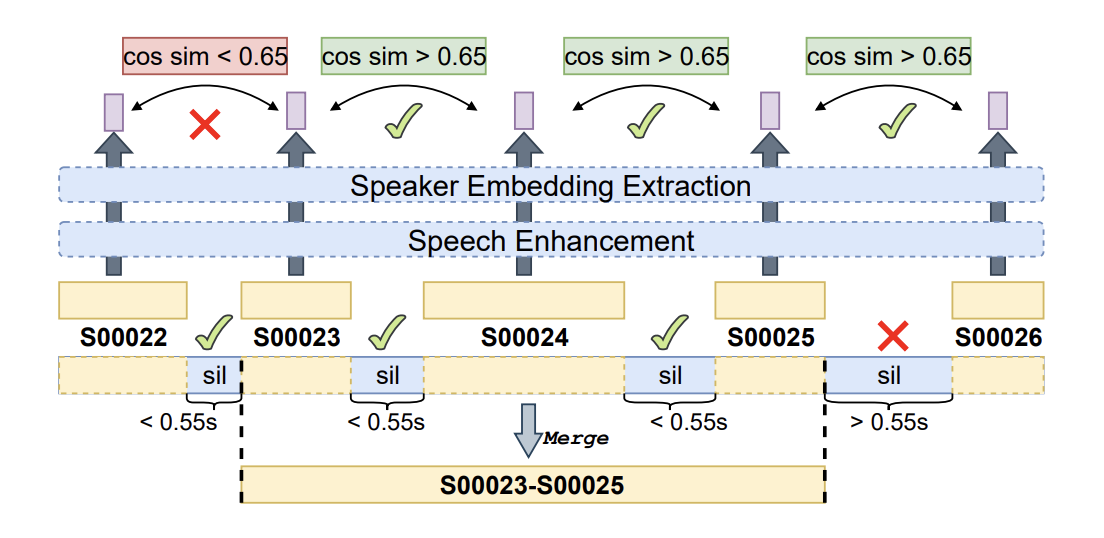 cos sim < 0.65 cos sim > 0.65 cos sim > 0.65 cos sim > 0.65
Speaker Embedding Extraction
Speech Enhancement
S00022 S00023 S00024 S00025 S00026
sil sil sil sil
< 0.55s < 0.55s < 0.55s > 0.55s
Merge
S00023-S00025